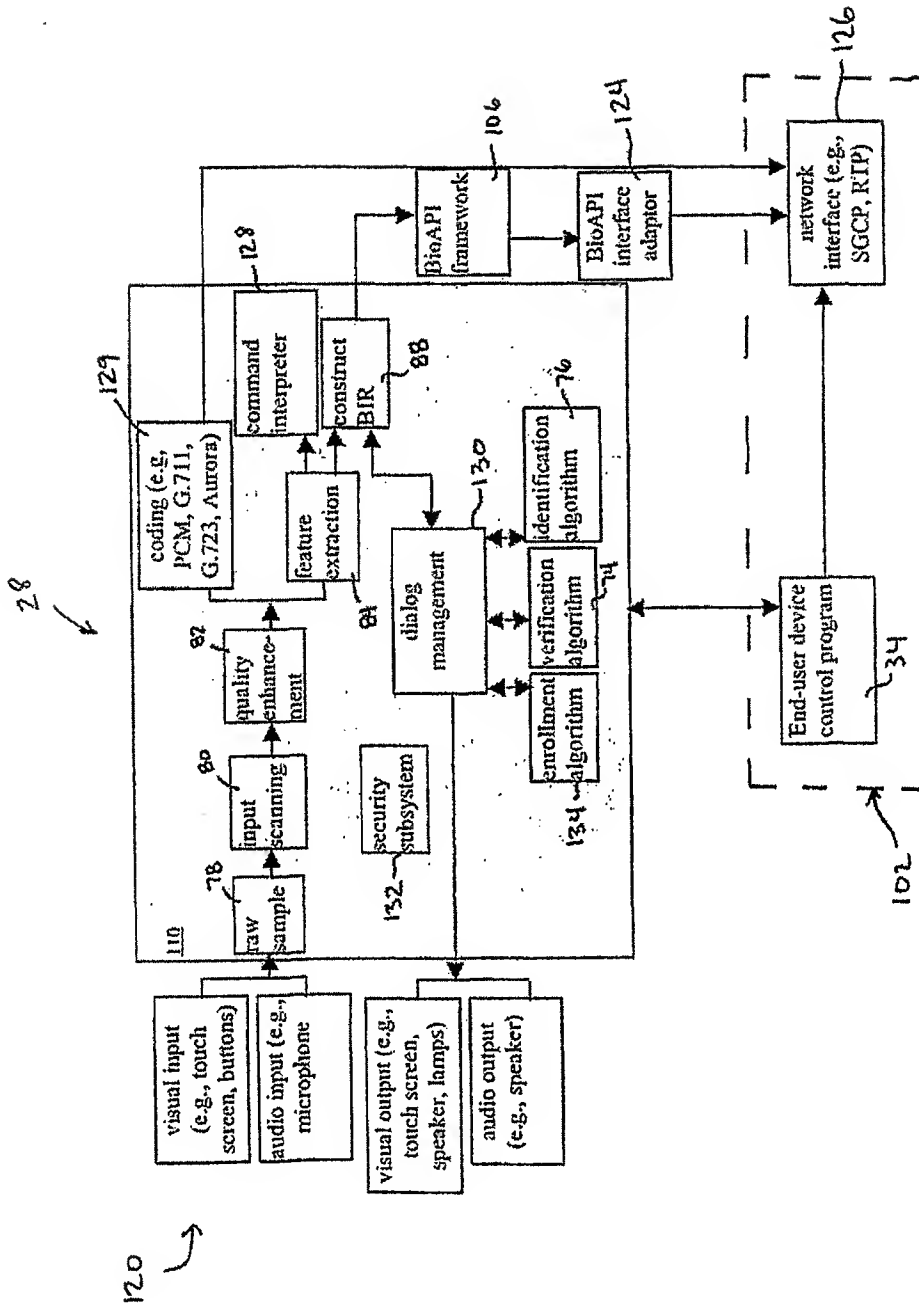 28
120
visual input
(e.g., touch
screen, buttons)
audio input (e.g.,
microphone
visual output (e.g.,
touch screen,
speaker, lamps)
audio output
(e.g., speaker)
110
78
raw
sample
80
input
scanning
82
quality
enhance-
ment
129
coding (e.g,
PCM, G.711,
G.723, Aurora)
feature
extraction
84
128
command
interpreter
construct
BIR
88
security
subsystem
132
dialog
management
130
enrollment
algorithm
134
verification
algorithm
74
identification
algorithm
76
BioAPI
framework
106
BioAPI
interface
adaptor
124
End-user device
control program
34
network
interface (e.g.,
SGCP, RTP)
126
102